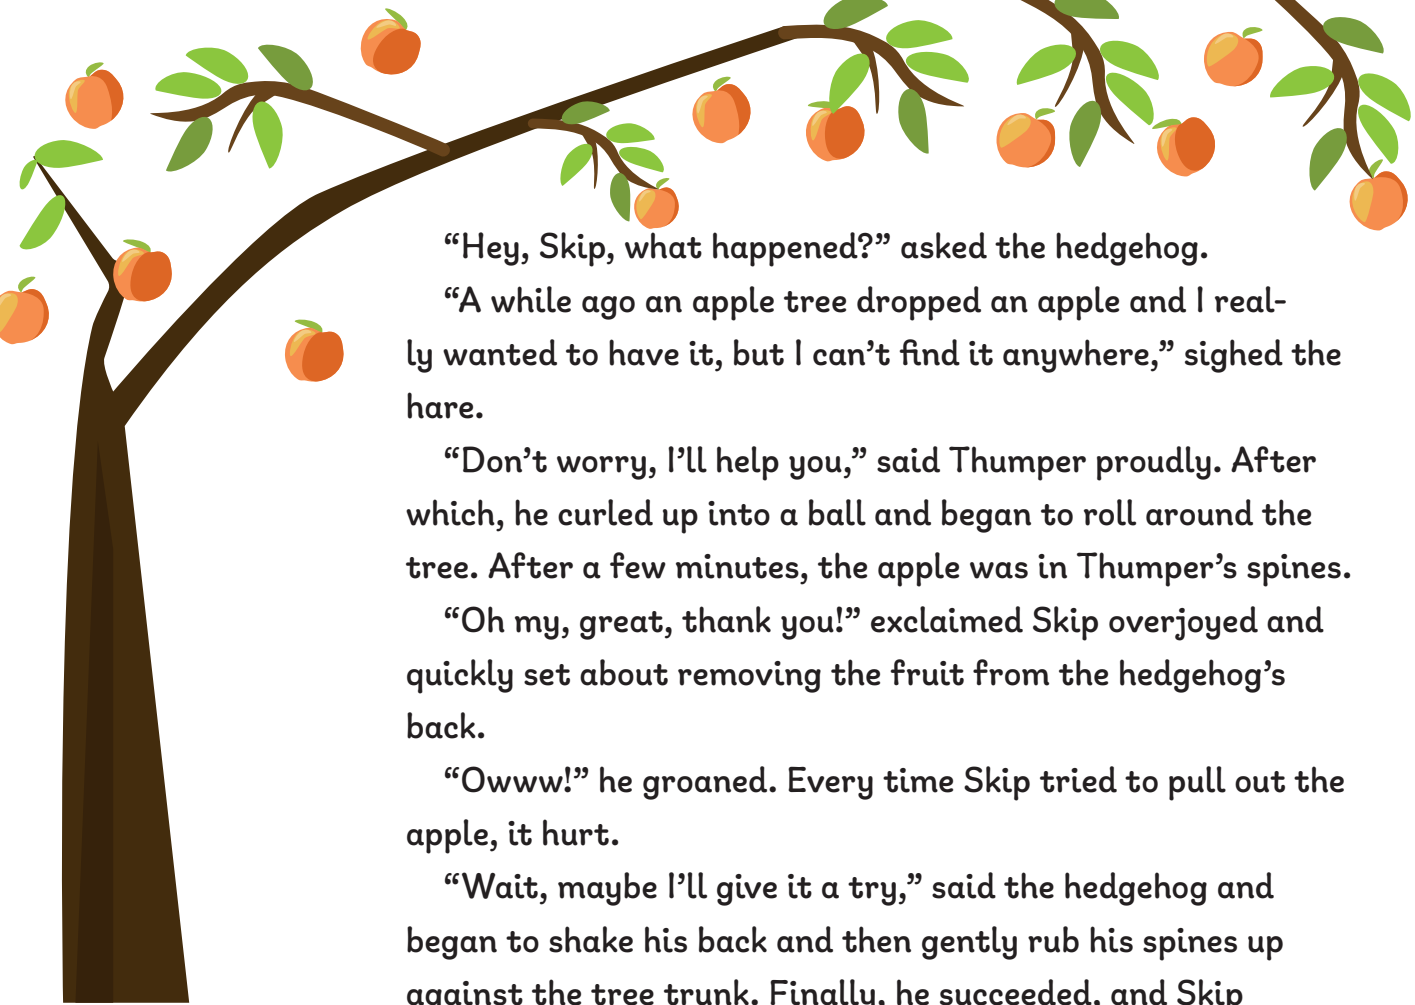 “Hey, Skip, what happened?” asked the hedgehog.
“A while ago an apple tree dropped an apple and I real-
ly wanted to have it, but I can’t find it anywhere,” sighed the
hare.
“Don’t worry, I’ll help you,” said Thumper proudly. After
which, he curled up into a ball and began to roll around the
tree. After a few minutes, the apple was in Thumper’s spines.
“Oh my, great, thank you!” exclaimed Skip overjoyed and
quickly set about removing the fruit from the hedgehog’s
back.
“Owww!” he groaned. Every time Skip tried to pull out the
apple, it hurt.
“Wait, maybe I’ll give it a try,” said the hedgehog and
began to shake his back and then gently rub his spines up
against the tree trunk. Finally, he succeeded, and Skip